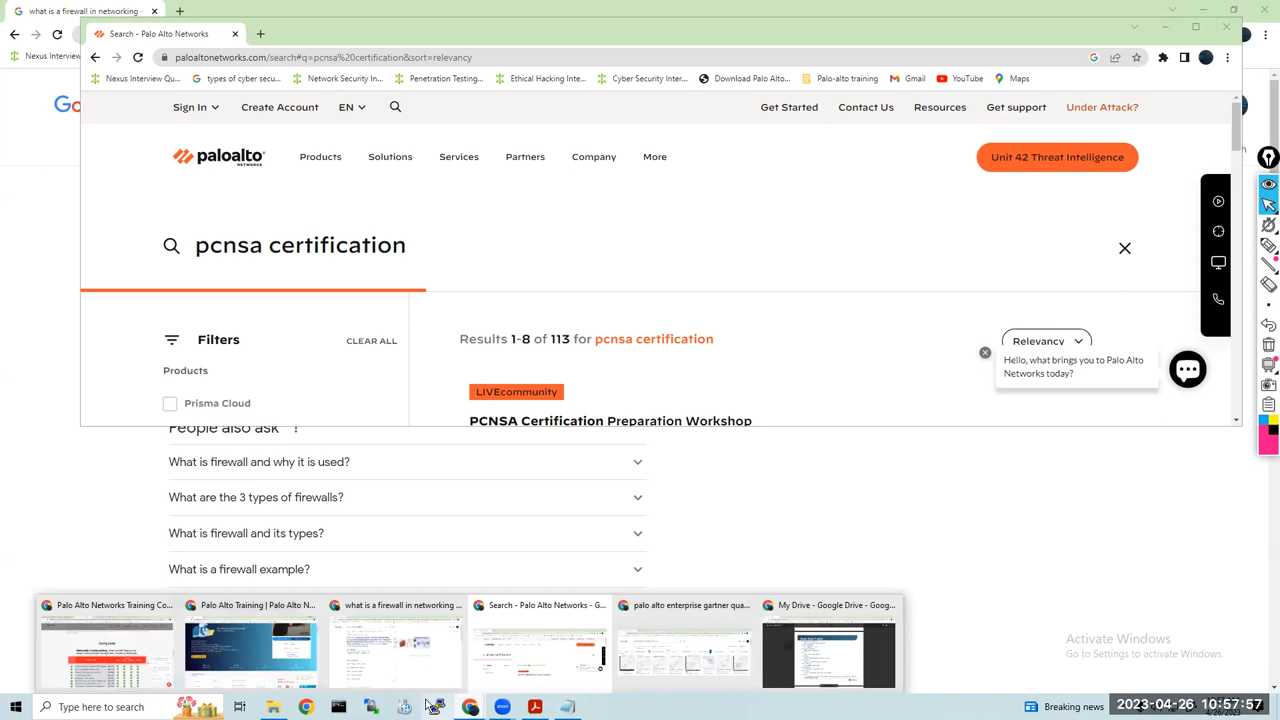 what is a firewall in networking
Search - Palo Alto Networks
paloaltonetworks.com/search#q=pcnsa%20certification&sort=relevancy
Nexus Interview
Nexus Interview Qu...
types of cyber secu...
Network Security In...
Penetration Testing...
Ethical Hacking Inte...
Cyber Security Inter...
Download Palo Alto...
Palo-alto training
Gmail
YouTube
Maps
Sign In
Create Account
EN
Get Started
Contact Us
Resources
Get support
Under Attack?
paloalto
NETWORKS
Products
Solutions
Services
Partners
Company
More
Unit 42 Threat Intelligence
pcnsa certification
Filters
CLEAR ALL
Results 1-8 of 113 for pcnsa certification
Relevancy
Hello, what brings you to Palo Alto
Networks today?
Products
LIVEcommunity
Prisma Cloud
PCNSA Certification Preparation Workshop
People also ask
What is firewall and why it is used?
What are the 3 types of firewalls?
What is firewall and its types?
What is a firewall example?
Palo Alto Networks Training Co...
Palo Alto Training | Palo Alto N...
what is a firewall in networking ...
Search - Palo Alto Networks - G...
palo alto enterprise gartner qua...
My Drive - Google Drive - Goog...
Activate Windows
Go to Settings to activate Windows.
Type here to search
Breaking news
2023-04-26 10:57:57